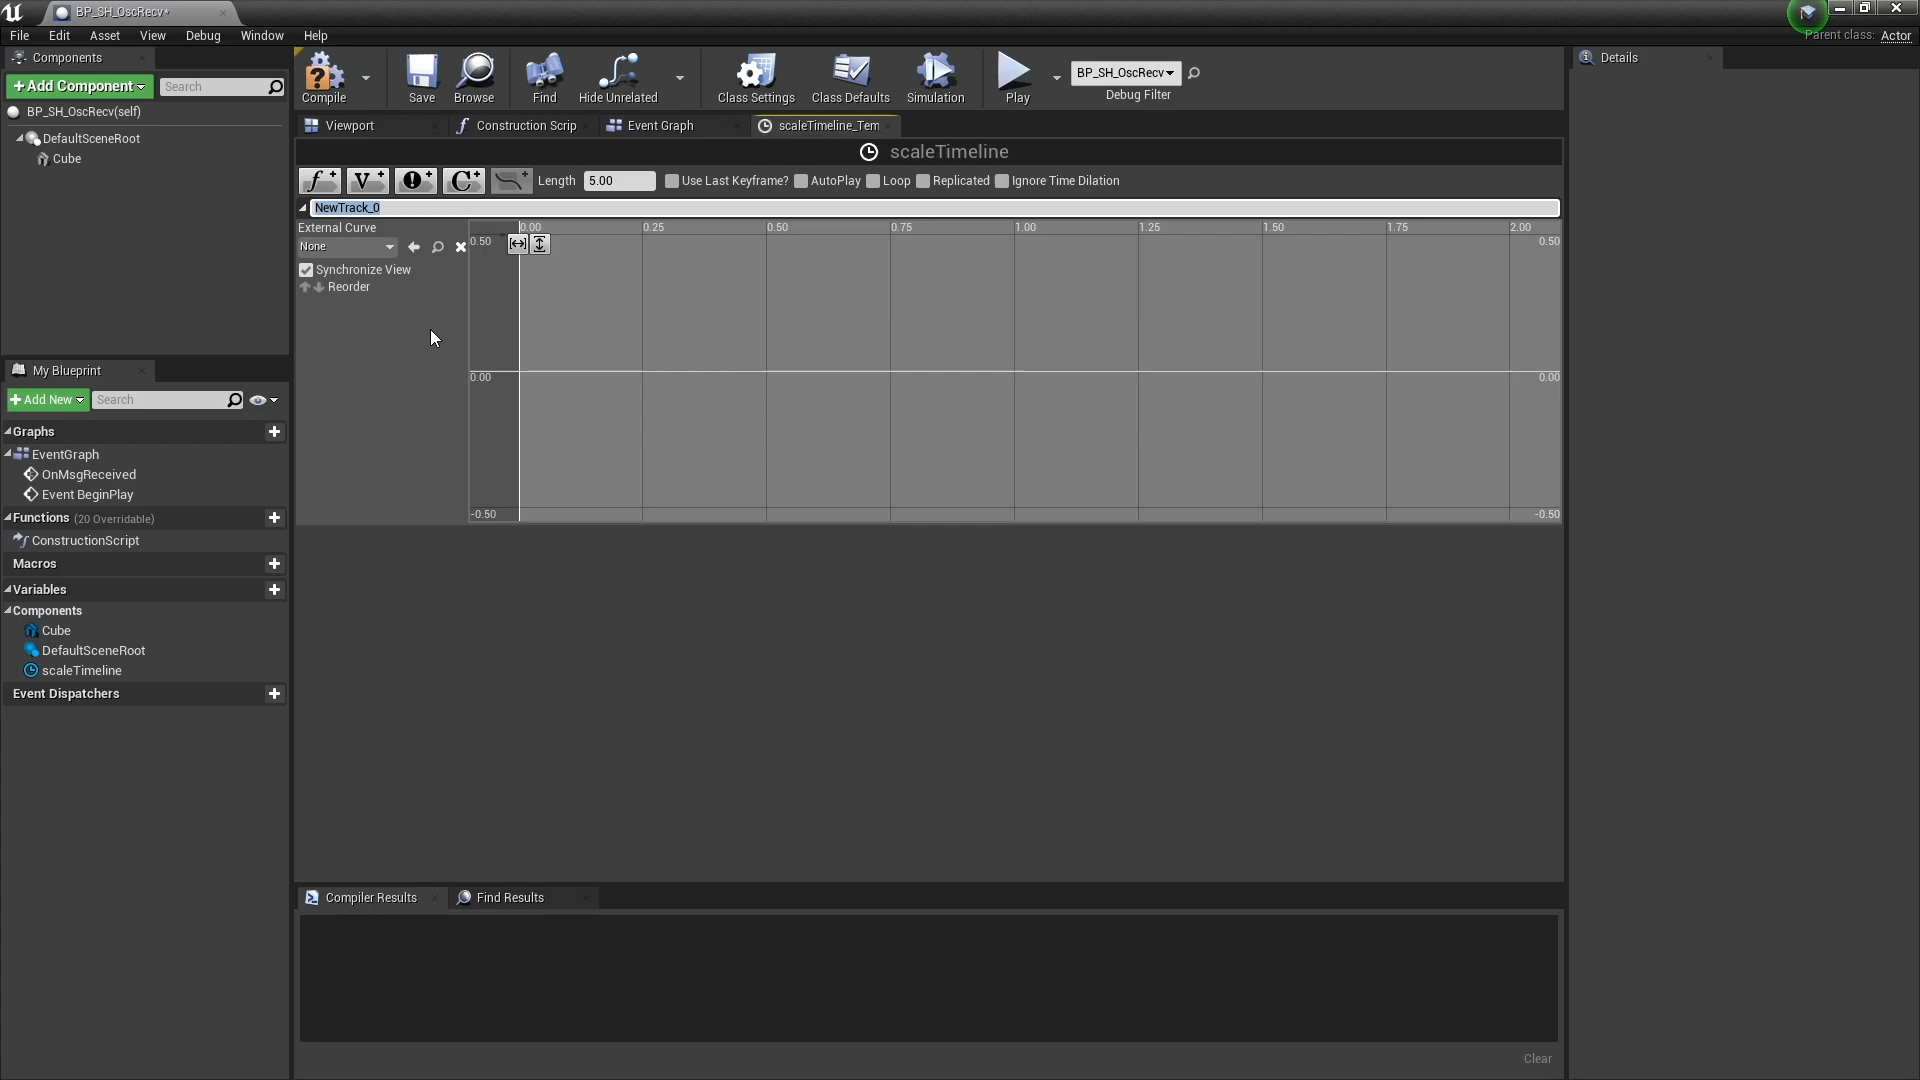 BP_SH_OscRecv*
File Edit Asset View Debug Window Help
Parent class: Actor
Components
+Add Component
Search
BP_SH_OscRecv(self)
DefaultSceneRoot
Cube
Compile
Save
Browse
Find
Hide Unrelated
Class Settings
Class Defaults
Simulation
Play
BP_SH_OscRecv
Debug Filter
Details
Viewport
Construction Scrip
Event Graph
scaleTimeline_Tem
scaleTimeline
Length 5.00 Use Last Keyframe? AutoPlay Loop Replicated Ignore Time Dilation
NewTrack_0
External Curve
None
Synchronize View
Reorder
0.00 0.25 0.50 0.75 1.00 1.25 1.50 1.75 2.00
0.50 0.50
0.00 0.00
-0.50 -0.50
My Blueprint
+Add New
Search
Graphs
EventGraph
OnMsgReceived
Event BeginPlay
Functions (20 Overridable)
ConstructionScript
Macros
Variables
Components
Cube
DefaultSceneRoot
scaleTimeline
Event Dispatchers
Compiler Results
Find Results
Clear